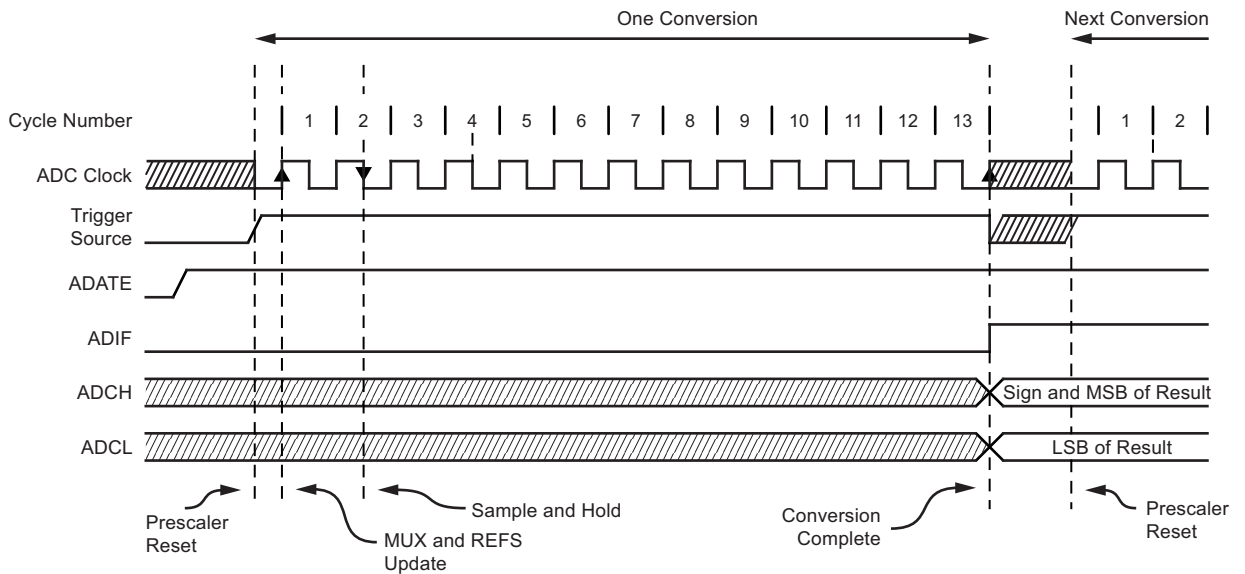 One Conversion
Next Conversion
Cycle Number
1 2 3 4 5 6 7 8 9 10 11 12 13 1 2
ADC Clock
Trigger
Source
ADATE
ADIF
ADCH
Sign and MSB of Result
ADCL
LSB of Result
Prescaler
Reset
MUX and REFS
Update
Sample and Hold
Conversion
Complete
Prescaler
Reset